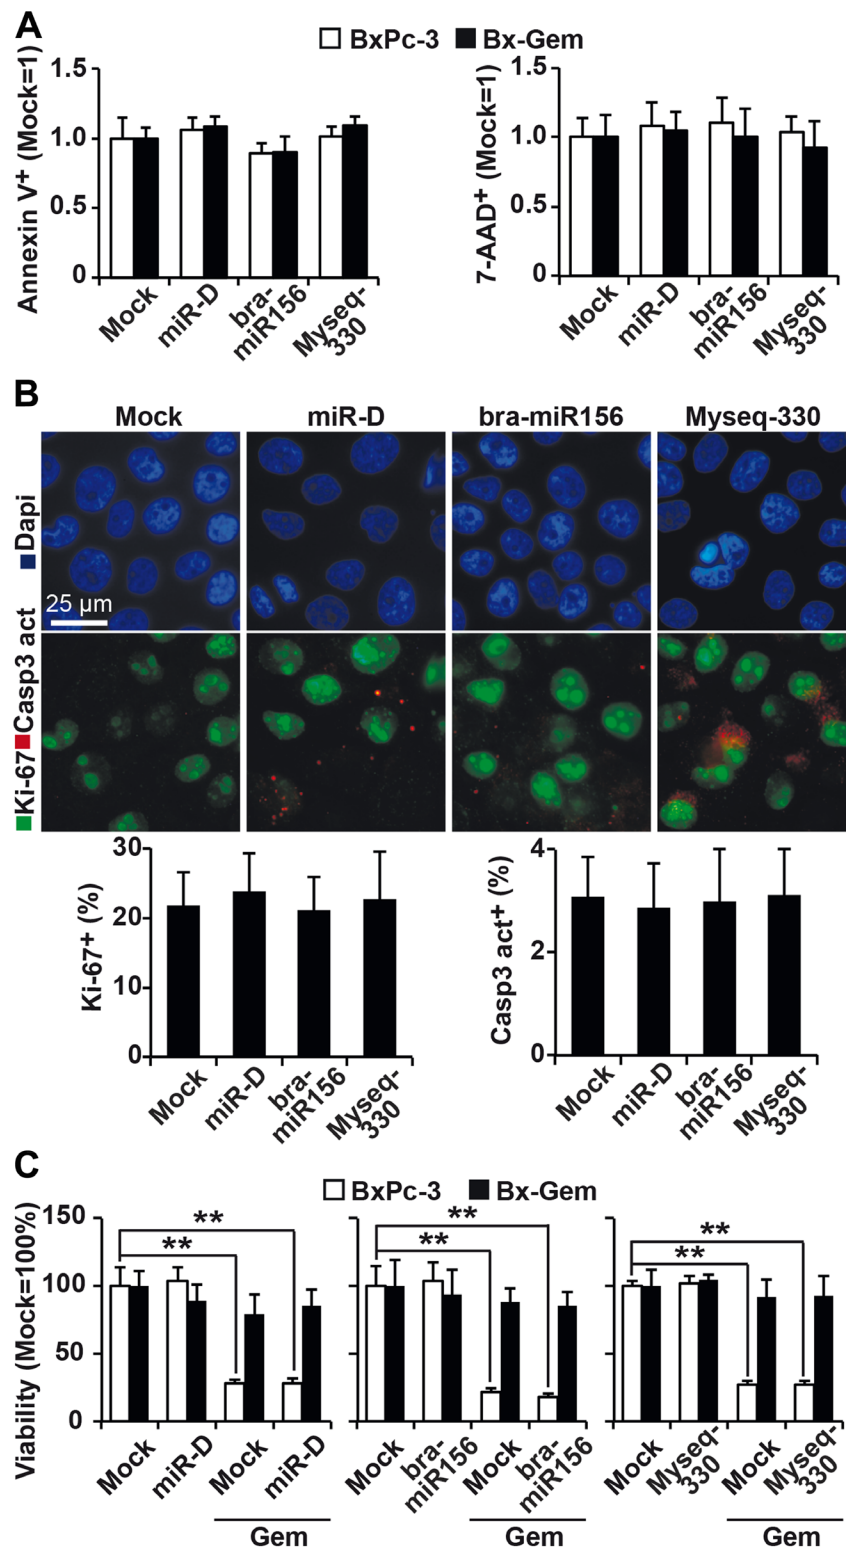 A
BxPc-3 Bx-Gem
Annexin V+ (Mock=1)
1.5
1.0
0.5
0
Mock
miR-D
bra-
miR156
Myseq-
330
7-AAD+ (Mock=1)
1.5
1.0
0.5
0
Mock
miR-D
bra-
miR156
Myseq-
330
B
Mock miR-D bra-miR156 Myseq-330
Dapi
25 µm
Ki-67 Casp3 act
Ki-67+ (%)
30
20
10
0
Mock
miR-D
bra-
miR156
Myseq-
330
Casp3 act+ (%)
4
2
0
Mock
miR-D
bra-
miR156
Myseq-
330
C
BxPc-3 Bx-Gem
Viability (Mock=100%)
150
100
50
0
**
**
Mock
miR-D
Mock
miR-D
Gem
**
**
Mock
bra-
miR156
Mock
bra-
miR156
Gem
**
**
Mock
Myseq-
330
Mock
Myseq-
330
Gem